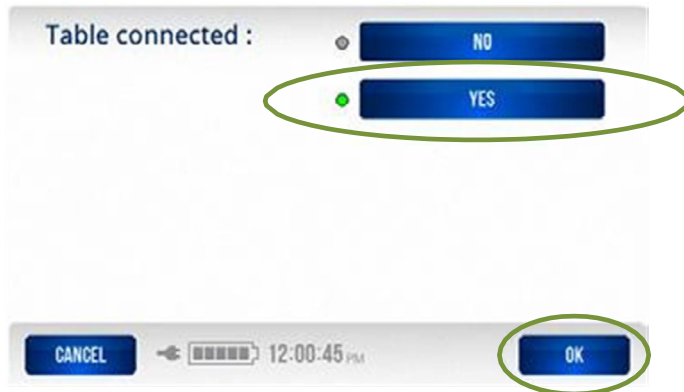 Table connected :
NO
YES
CANCEL
12:00:45 PM
OK